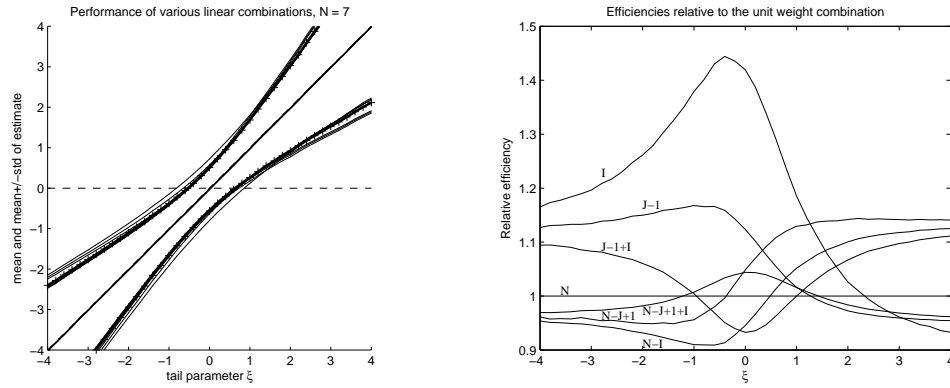 Performance of various linear combinations, N = 7
4
3
2
1
0
−1
−2
−3
−4
mean and mean+/−std of estimate
−4
−3
−2
−1
0
1
2
3
4
tail parameter ξ
Efficiencies relative to the unit weight combination
1.5
1.4
1.3
1.2
1.1
1
0.9
Relative efficiency
I
J−1
J−1+I
N
N−J+1
N−J+1+I
N−I
−4
−3
−2
−1
0
1
2
3
4
ξ